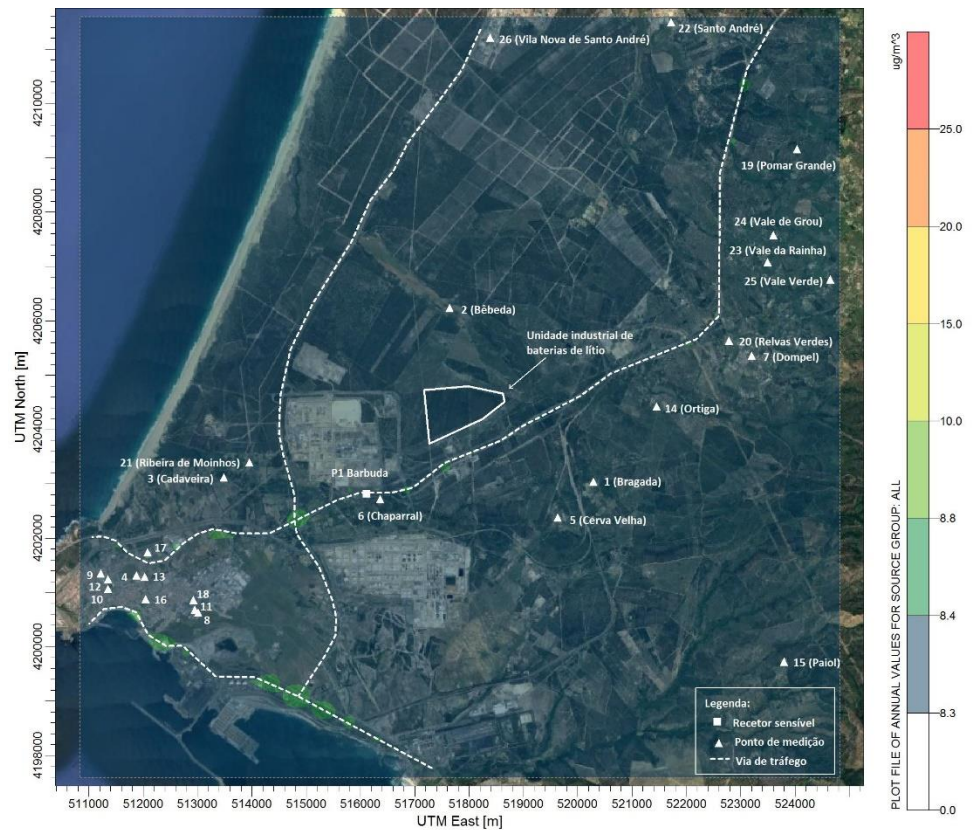 22 (Santo André)
26 (Vila Nova de Santo André)
19 (Pomar Grande)
24 (Vale de Grou)
23 (Vale da Rainha)
25 (Vale Verde)
2 (Bêbeda)
Unidade industrial de
baterias de lítio
20 (Relvas Verdes)
7 (Dompel)
14 (Ortiga)
21 (Ribeira de Moinhos)
3 (Cadaveira)
P1 Barbuda
6 (Chaparral)
1 (Bragada)
5 (Cerva Velha)
17
9
4
13
12
10
16
18
11
8
15 (Paiol)
Legenda:
Recetor sensível
Ponto de medição
Via de tráfego
UTM North [m]
4210000
4208000
4206000
4204000
4202000
4200000
4198000
511000 512000 513000 514000 515000 516000 517000 518000 519000 520000 521000 522000 523000 524000
UTM East [m]
ug/m^3
25.0
20.0
15.0
10.0
8.8
8.4
8.3
0.0
PLOT FILE OF ANNUAL VALUES FOR SOURCE GROUP: ALL